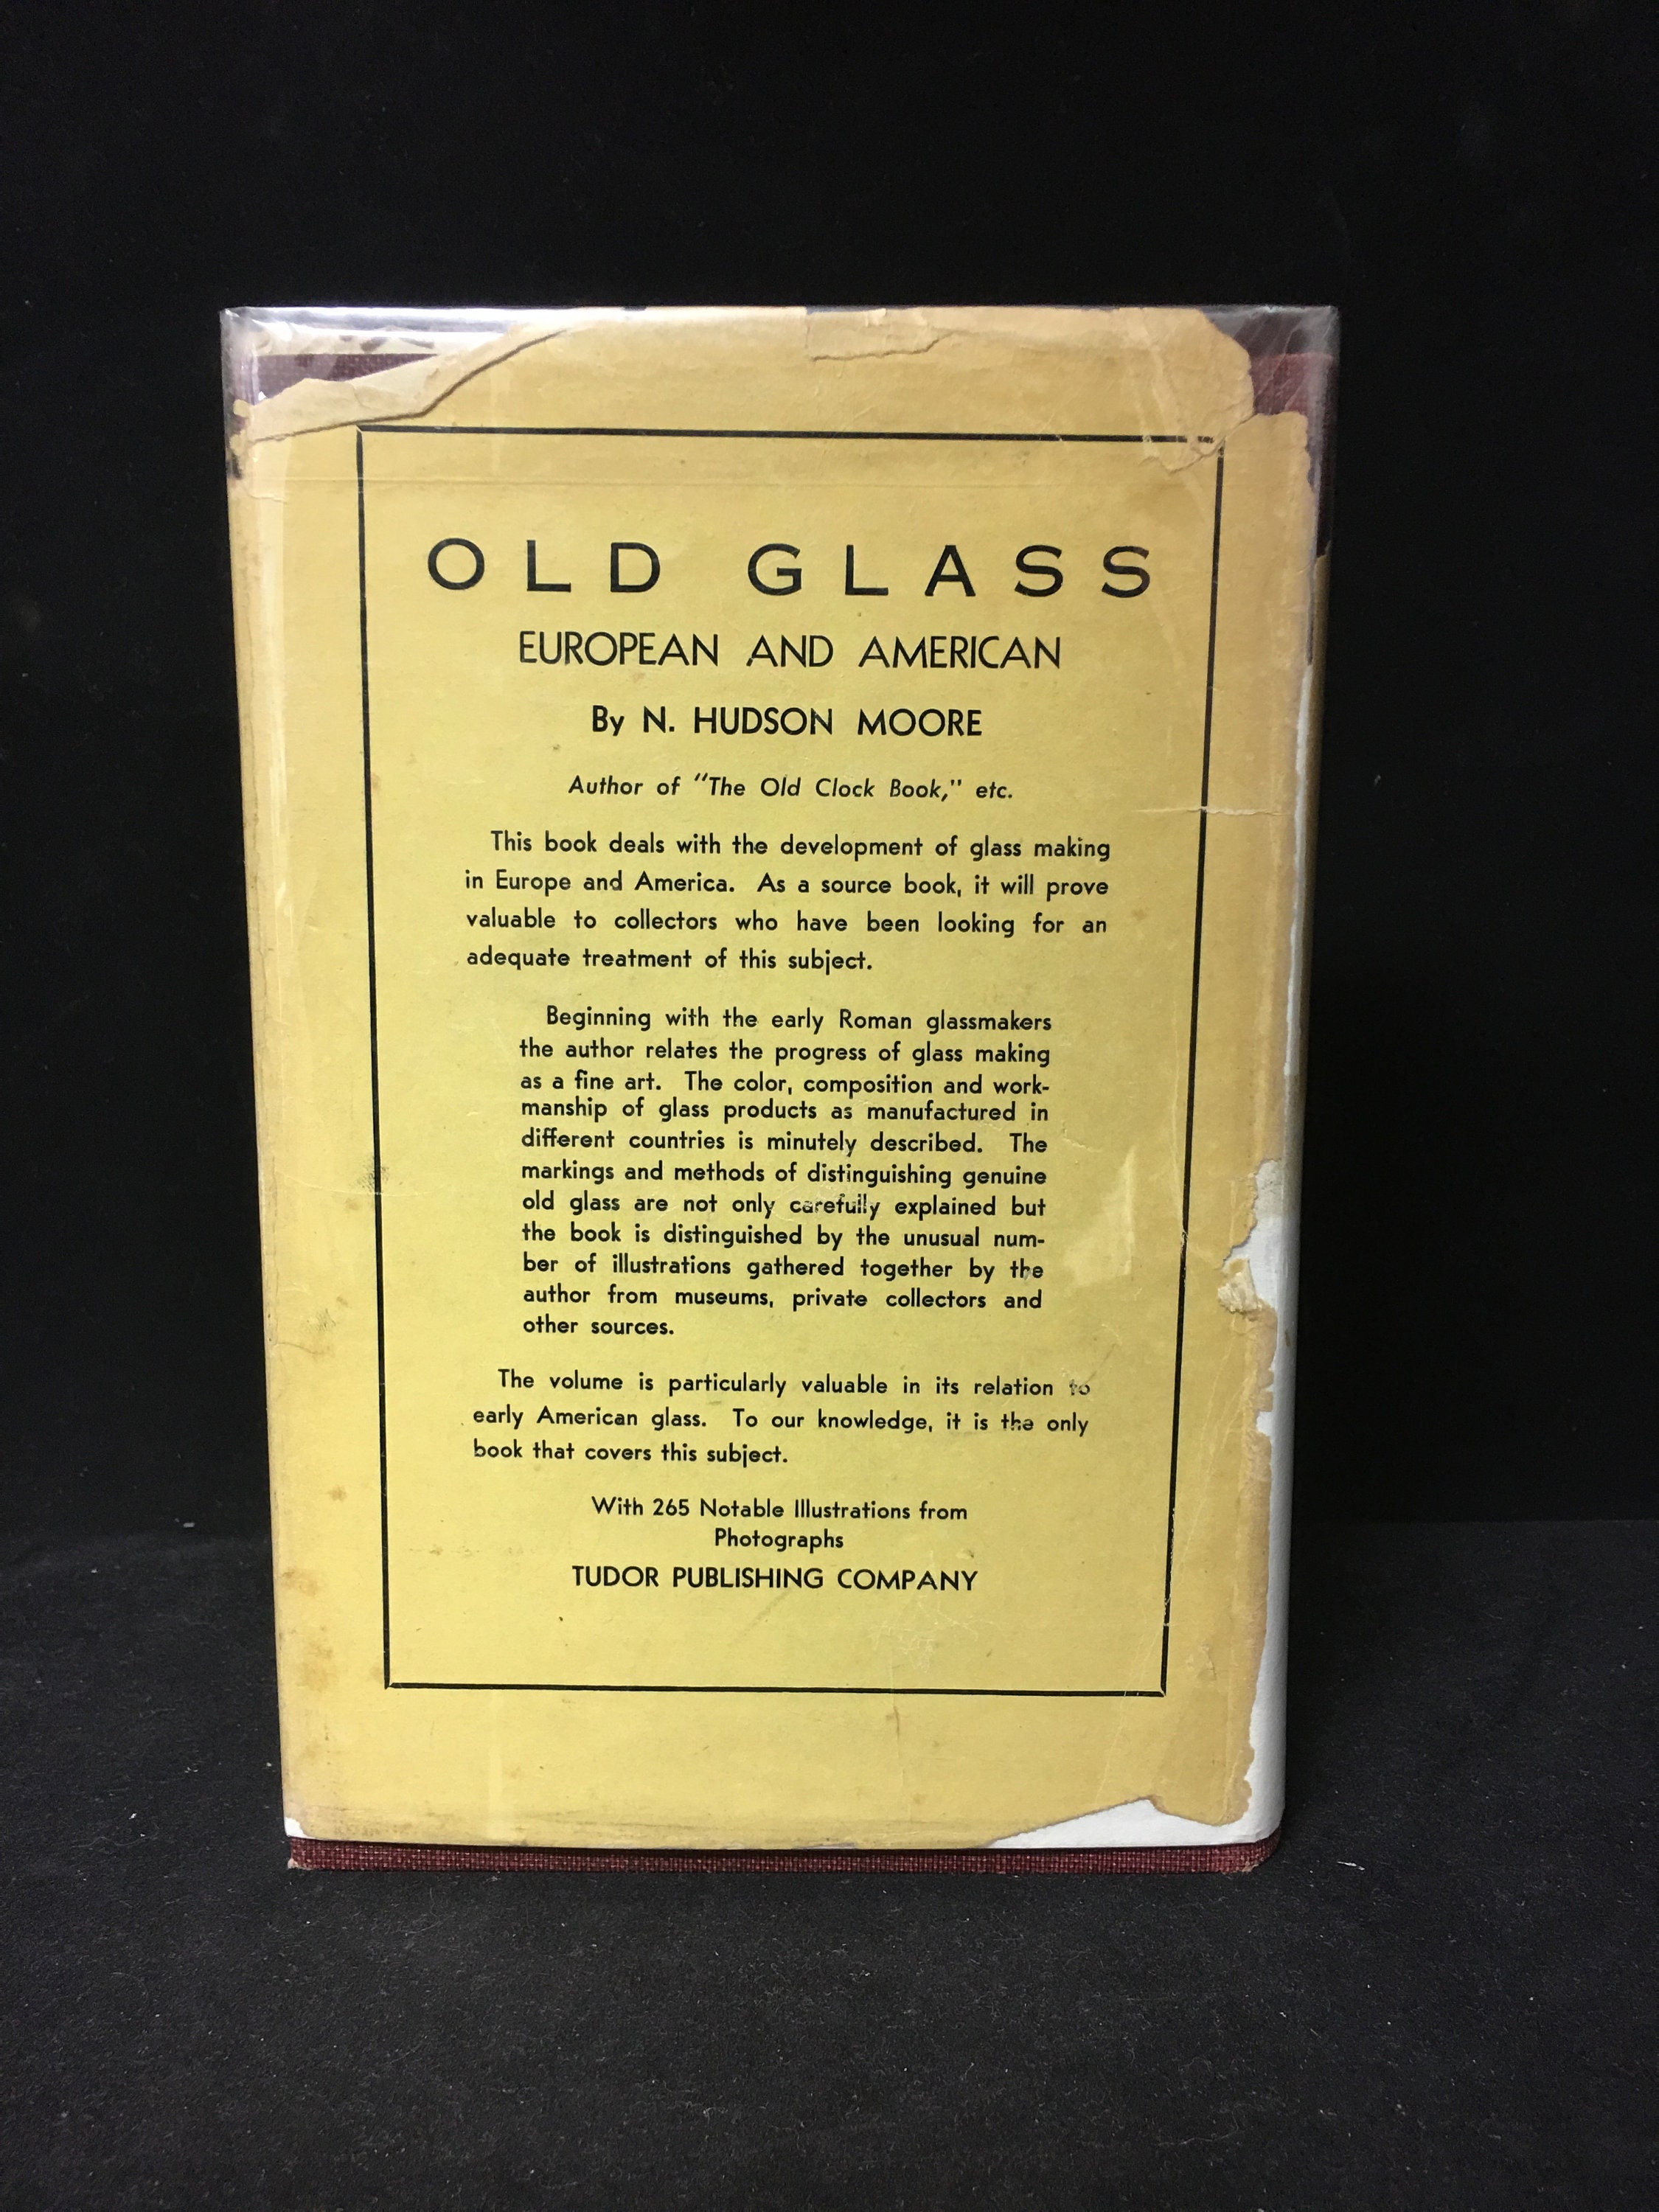 OLD GLASS
EUROPEAN AND AMERICAN
By N. HUDSON MOORE
Author of "The Old Clock Book," etc.
This book deals with the development of glass making
in Europe and America. As a source book, it will prove
valuable to collectors who have been looking for an
adequate treatment of this subject.
Beginning with the early Roman glassmakers
the author relates the progress of glass making
as a fine art. The color, composition and work-
manship of glass products as manufactured in
different countries is minutely described. The
markings and methods of distinguishing genuine
old glass are not only carefully explained but
the book is distinguished by the unusual num-
ber of illustrations gathered together by the
author from museums, private collectors and
other sources.
The volume is particularly valuable in its relation to
early American glass. To our knowledge, it is the only
book that covers this subject.
With 265 Notable Illustrations from
Photographs
TUDOR PUBLISHING COMPANY